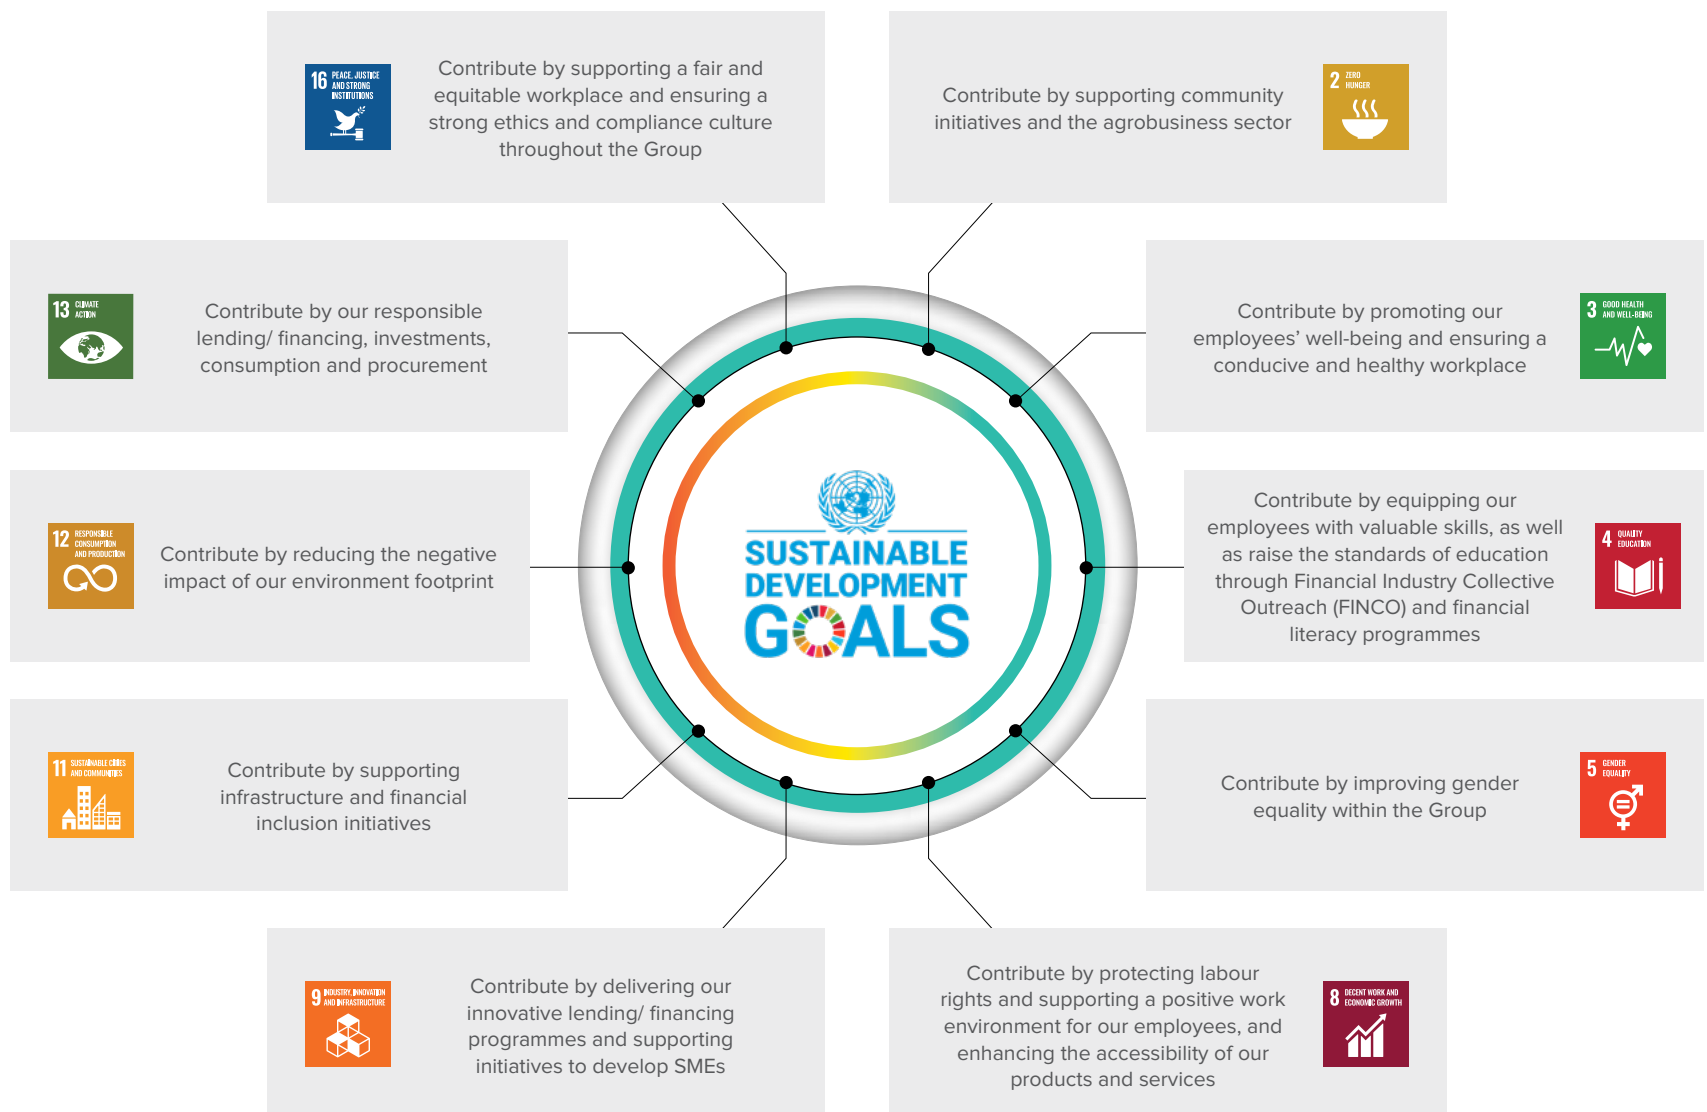 16 PEACE, JUSTICE
AND STRONG
INSTITUTIONS
Contribute by supporting a fair and
equitable workplace and ensuring a
strong ethics and compliance culture
throughout the Group
Contribute by supporting community
initiatives and the agrobusiness sector
2 ZERO
HUNGER
13 CLIMATE
ACTION
Contribute by our responsible
lending/ financing, investments,
consumption and procurement
Contribute by promoting our
employees’ well-being and ensuring a
conducive and healthy workplace
3 GOOD HEALTH
AND WELL-BEING
12 RESPONSIBLE
CONSUMPTION
AND PRODUCTION
Contribute by reducing the negative
impact of our environment footprint
SUSTAINABLE
DEVELOPMENT
GOALS
Contribute by equipping our
employees with valuable skills, as well
as raise the standards of education
through Financial Industry Collective
Outreach (FINCO) and financial
literacy programmes
4 QUALITY
EDUCATION
11 SUSTAINABLE CITIES
AND COMMUNITIES
Contribute by supporting
infrastructure and financial
inclusion initiatives
Contribute by improving gender
equality within the Group
5 GENDER
EQUALITY
9 INDUSTRY, INNOVATION
AND INFRASTRUCTURE
Contribute by delivering our
innovative lending/ financing
programmes and supporting
initiatives to develop SMEs
Contribute by protecting labour
rights and supporting a positive work
environment for our employees, and
enhancing the accessibility of our
products and services
8 DECENT WORK AND
ECONOMIC GROWTH